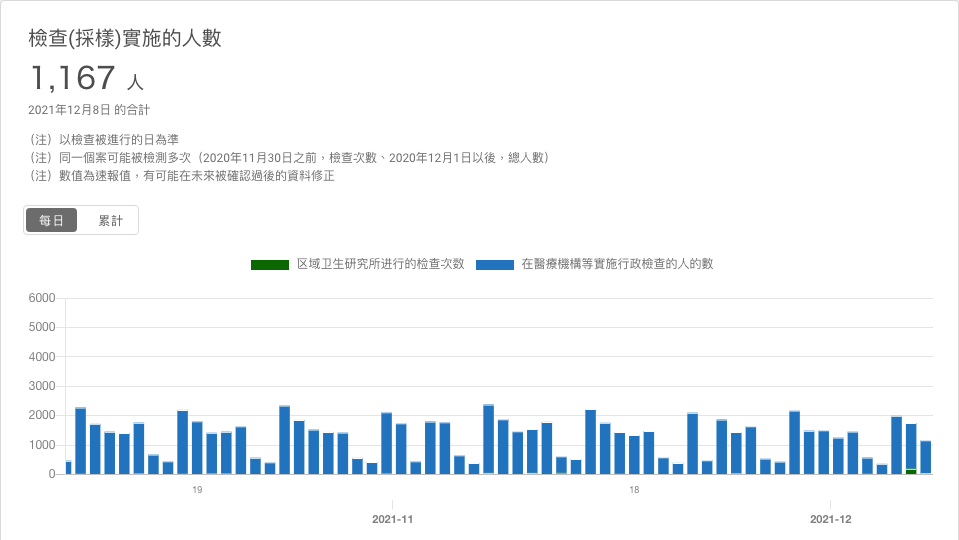 檢查(採樣)實施的人數
1,167 人
2021年12月8日 的合計
（注）以檢查被進行的日為準
（注）同一個案可能被檢測多次（2020年11月30日之前，檢查次數、2020年12月1日以後，總人數）
（注）數值為速報值，有可能在未來被確認過後的資料修正
每日 累計
区域卫生研究所进行的检查次数 在醫療機構等實施行政檢查的人的數
6000
5000
4000
3000
2000
1000
0
19 18
2021-11 2021-12